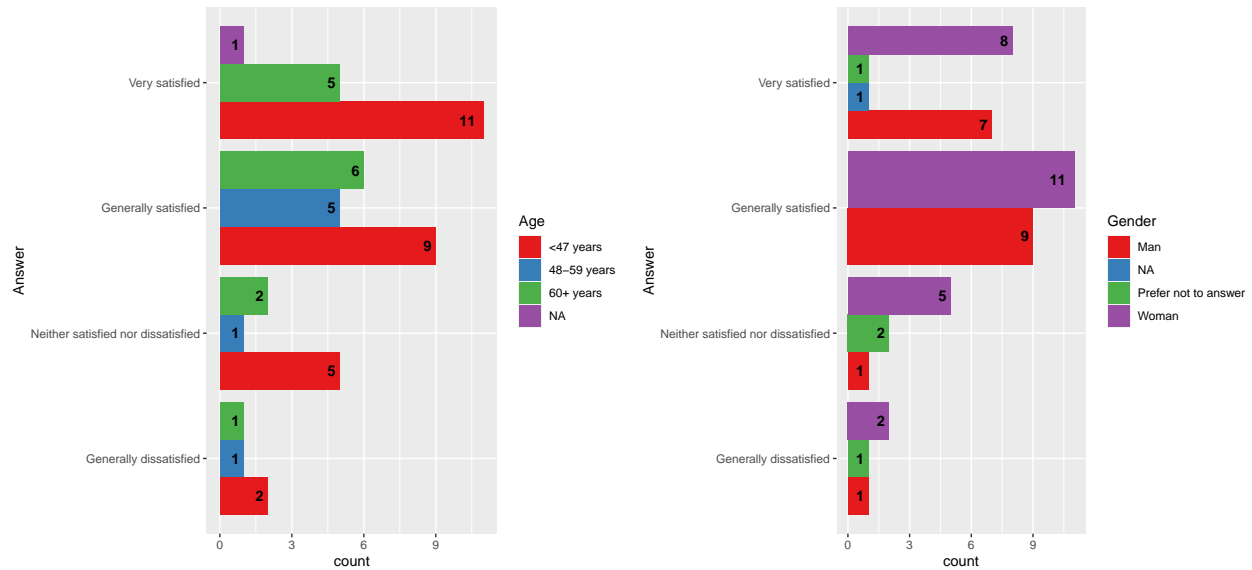 Answer
Very satisfied
Generally satisfied
Neither satisfied nor dissatisfied
Generally dissatisfied
1
5
11
6
5
9
2
1
5
1
1
2
0 3 6 9
count
Age
<47 years
48−59 years
60+ years
NA
Answer
Very satisfied
Generally satisfied
Neither satisfied nor dissatisfied
Generally dissatisfied
8
1
1
7
11
9
5
2
1
2
1
1
0 3 6 9
count
Gender
Man
NA
Prefer not to answer
Woman